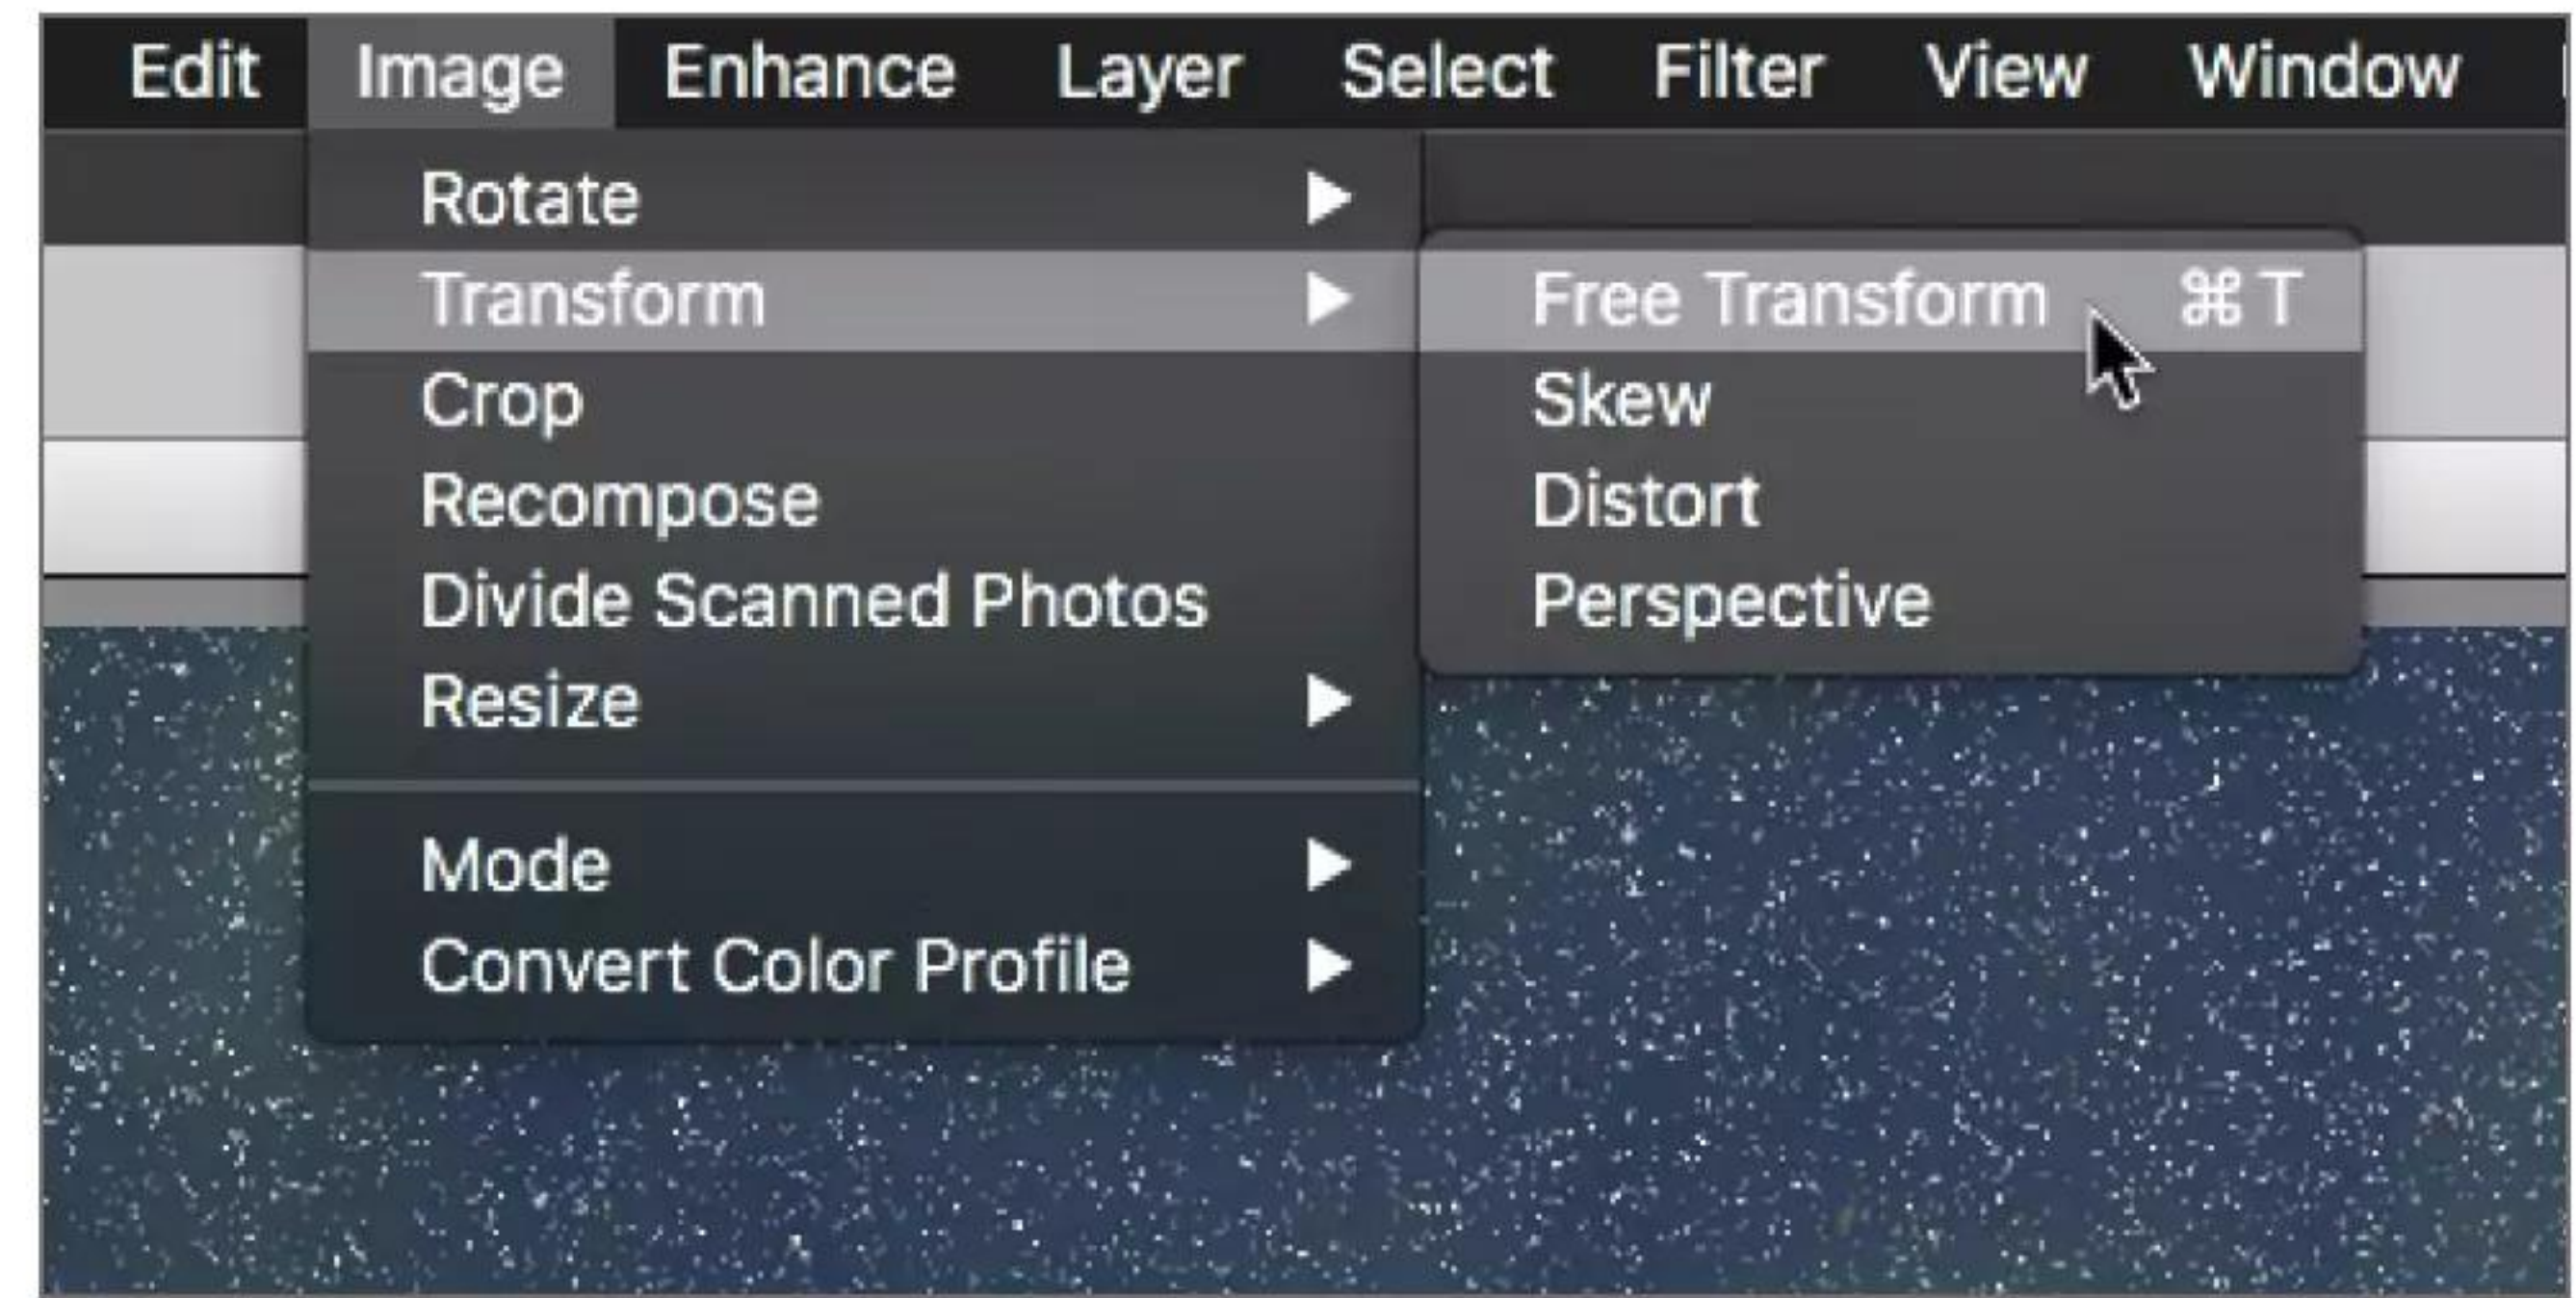 Edit Image Enhance Layer Select Filter View Window
Rotate
Transform
Crop
Recompose
Divide Scanned Photos
Resize
Mode
Convert Color Profile
Free Transform ⌘T
Skew
Distort
Perspective